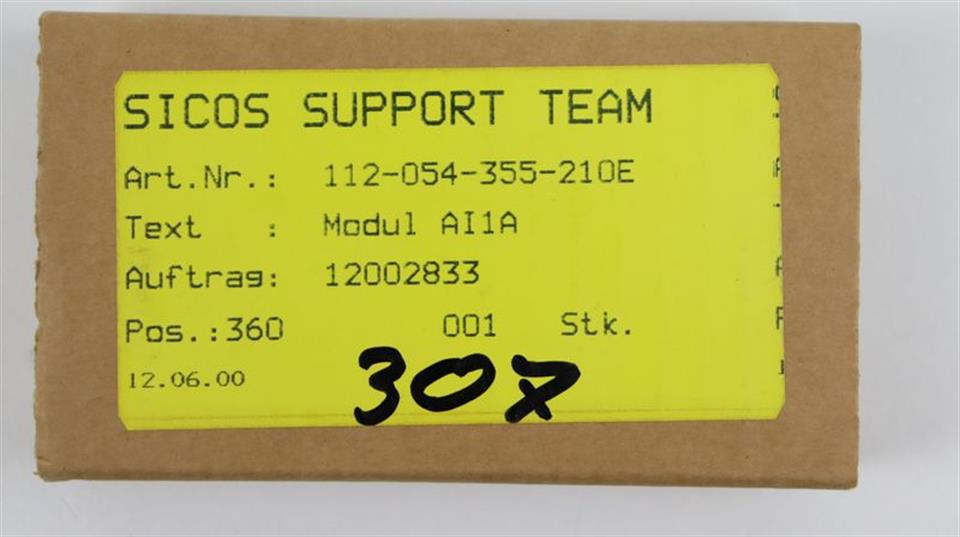 SICOS SUPPORT TEAM
Art.Nr.: 112-054-355-210E
Text : Modul AI1A
Auftrag: 12002833
Pos.:360 001 Stk.
12.06.00
307